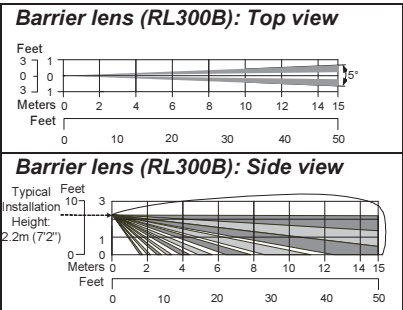 Barrier lens (RL300B): Top view
Feet
3 1
0 0
3 1
5°
Meters 0 2 4 6 8 10 12 14 15
Feet
0 10 20 30 40 50
Barrier lens (RL300B): Side view
Typical Feet
Installation 10 3
Height:
2.2m (7'2") 1
0 0
Meters 0 2 4 6 8 10 12 14 15
Feet
0 10 20 30 40 50